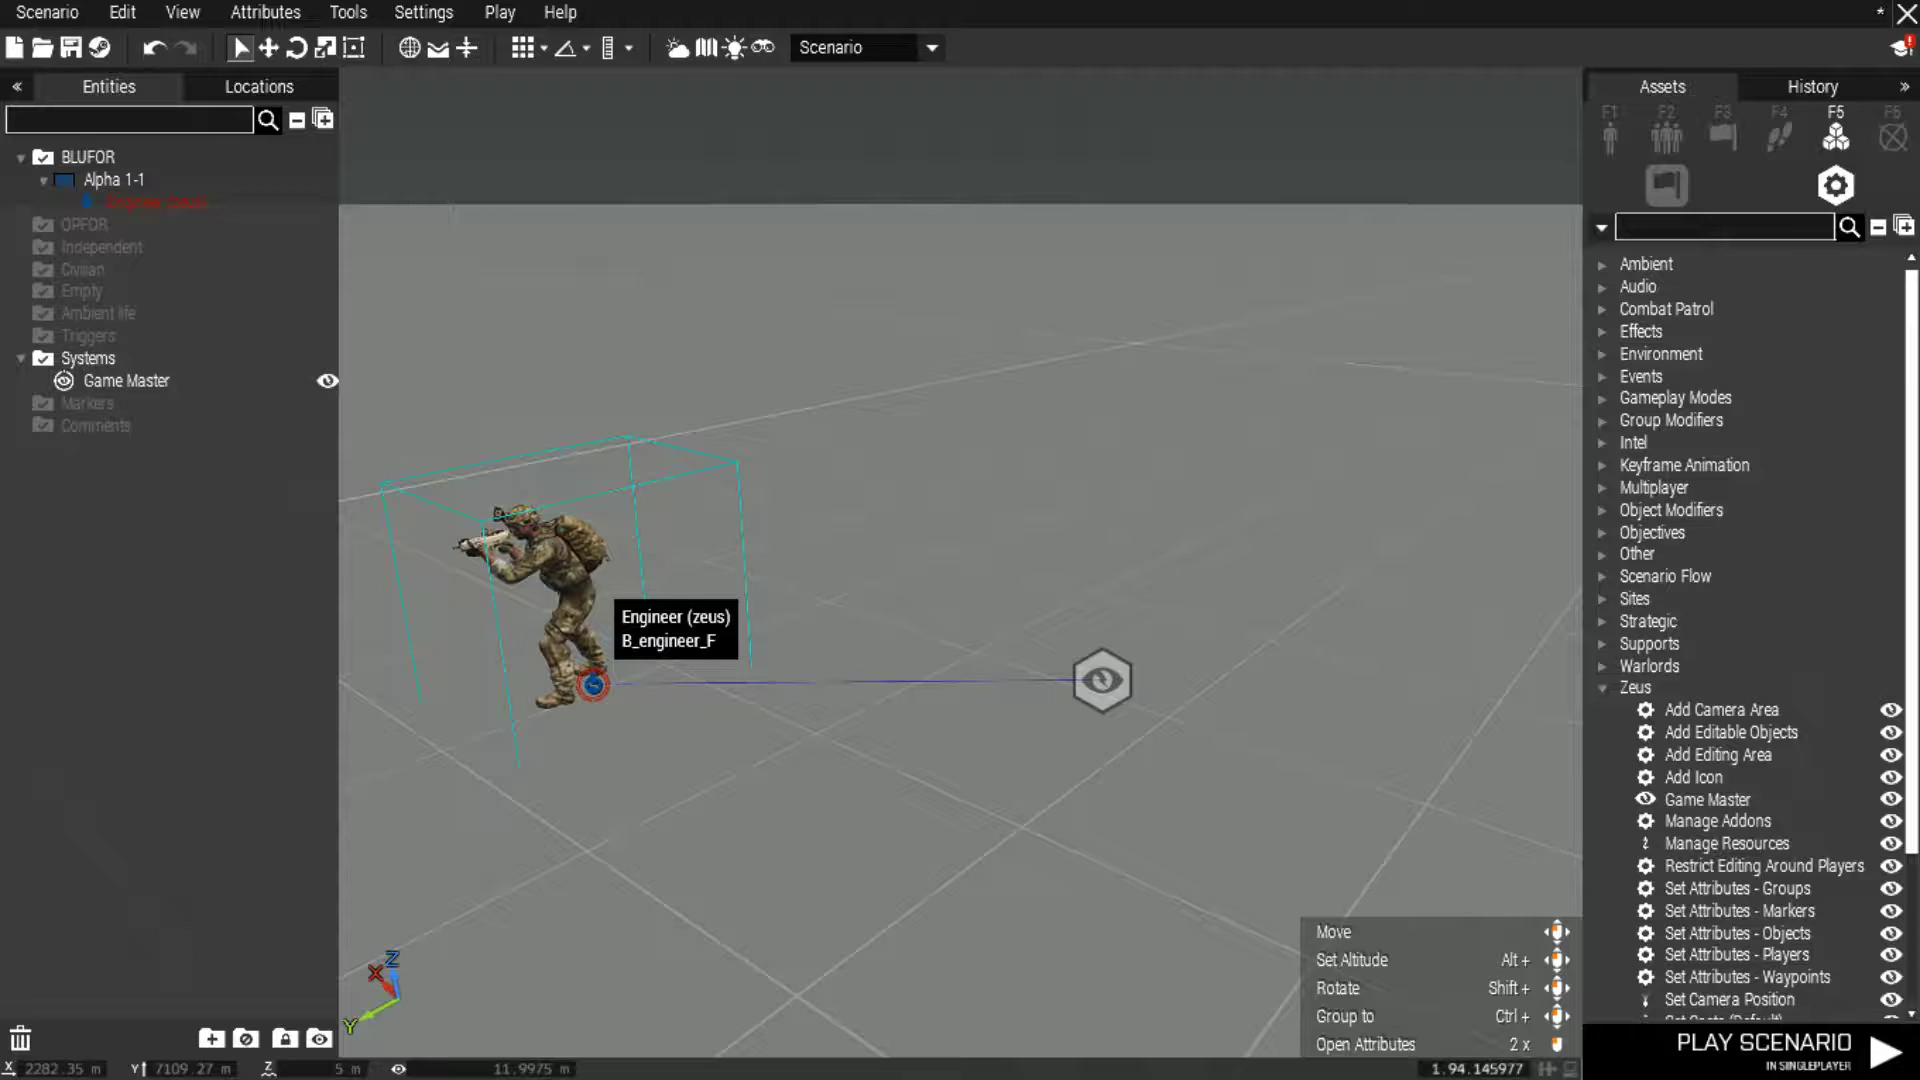 Scenario Edit View Attributes Tools Settings Play Help
*
Scenario
Entities Locations
BLUFOR
Alpha 1-1
Engineer (zeus)
OPFOR
Independent
Civilian
Empty
Ambient life
Triggers
Systems
Game Master
Markers
Comments
Engineer (zeus)
B_engineer_F
Z
X
Y
Move
Set Altitude Alt +
Rotate Shift +
Group to Ctrl +
Open Attributes 2 x
Assets History
F1 F2 F3 F4 F5 F6
Ambient
Audio
Combat Patrol
Effects
Environment
Events
Gameplay Modes
Group Modifiers
Intel
Keyframe Animation
Multiplayer
Object Modifiers
Objectives
Other
Scenario Flow
Sites
Strategic
Supports
Warlords
Zeus
Add Camera Area
Add Editable Objects
Add Editing Area
Add Icon
Game Master
Manage Addons
Manage Resources
Restrict Editing Around Players
Set Attributes - Groups
Set Attributes - Markers
Set Attributes - Objects
Set Attributes - Players
Set Attributes - Waypoints
Set Camera Position
Set Costs (Default)
PLAY SCENARIO
IN SINGLEPLAYER
X 2282.35 m Y 7109.27 m Z 5 m 11.9975 m 1.94.145977